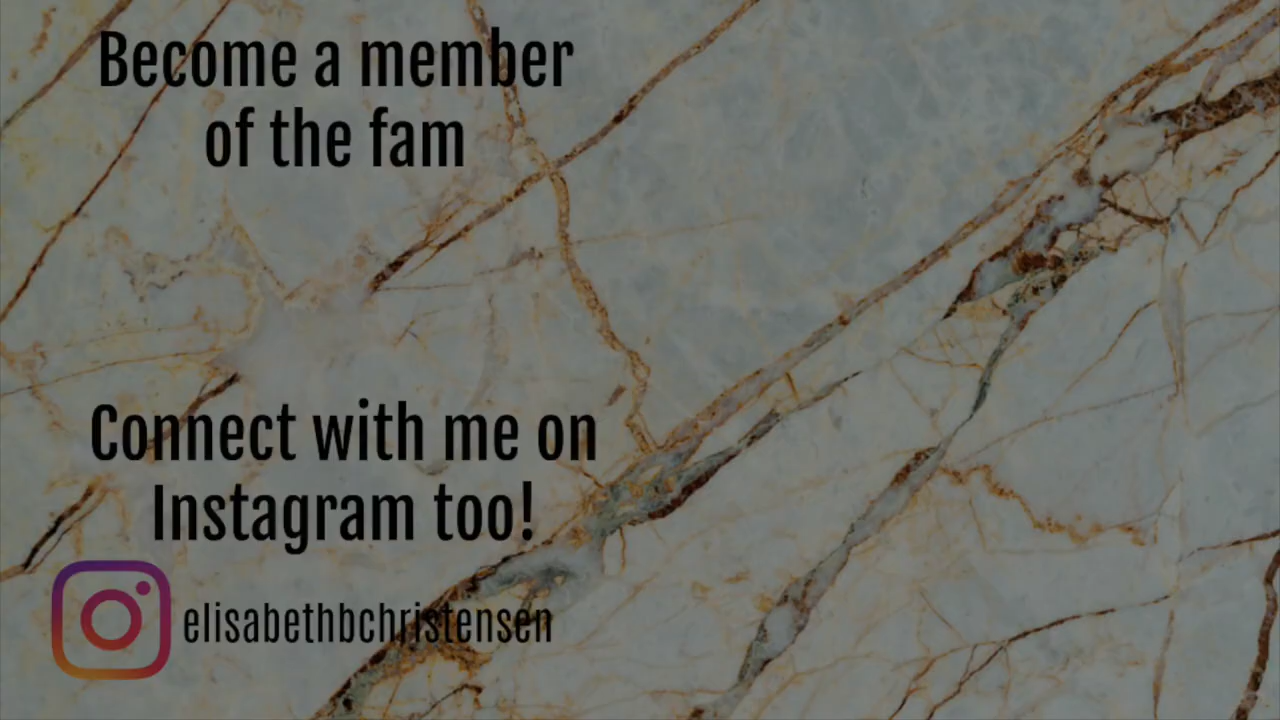 Become a member
of the fam
Connect with me on
Instagram too!
elisabethbchristensen